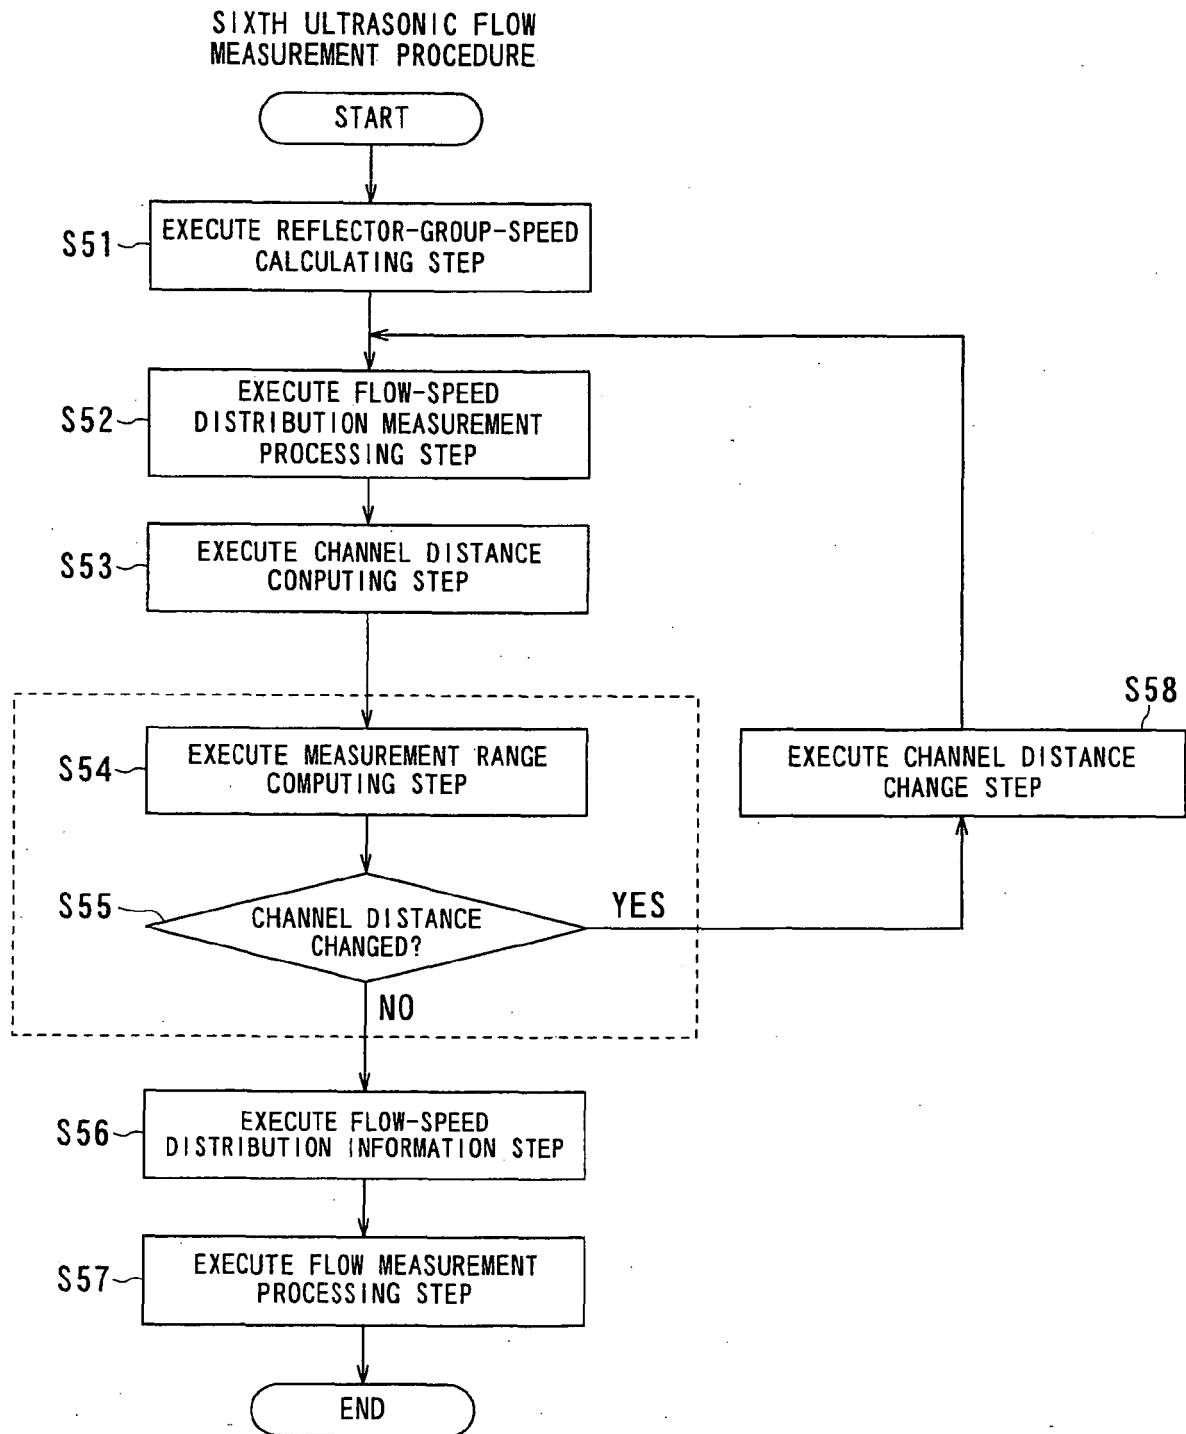 SIXTH ULTRASONIC FLOW
MEASUREMENT PROCEDURE
START
S51
EXECUTE REFLECTOR-GROUP-SPEED
CALCULATING STEP
S52
EXECUTE FLOW-SPEED
DISTRIBUTION MEASUREMENT
PROCESSING STEP
S53
EXECUTE CHANNEL DISTANCE
CONPUTING STEP
S54
EXECUTE MEASUREMENT RANGE
COMPUTING STEP
S58
EXECUTE CHANNEL DISTANCE
CHANGE STEP
S55
CHANNEL DISTANCE
CHANGED?
YES
NO
S56
EXECUTE FLOW-SPEED
DISTRIBUTION INFORMATION STEP
S57
EXECUTE FLOW MEASUREMENT
PROCESSING STEP
END